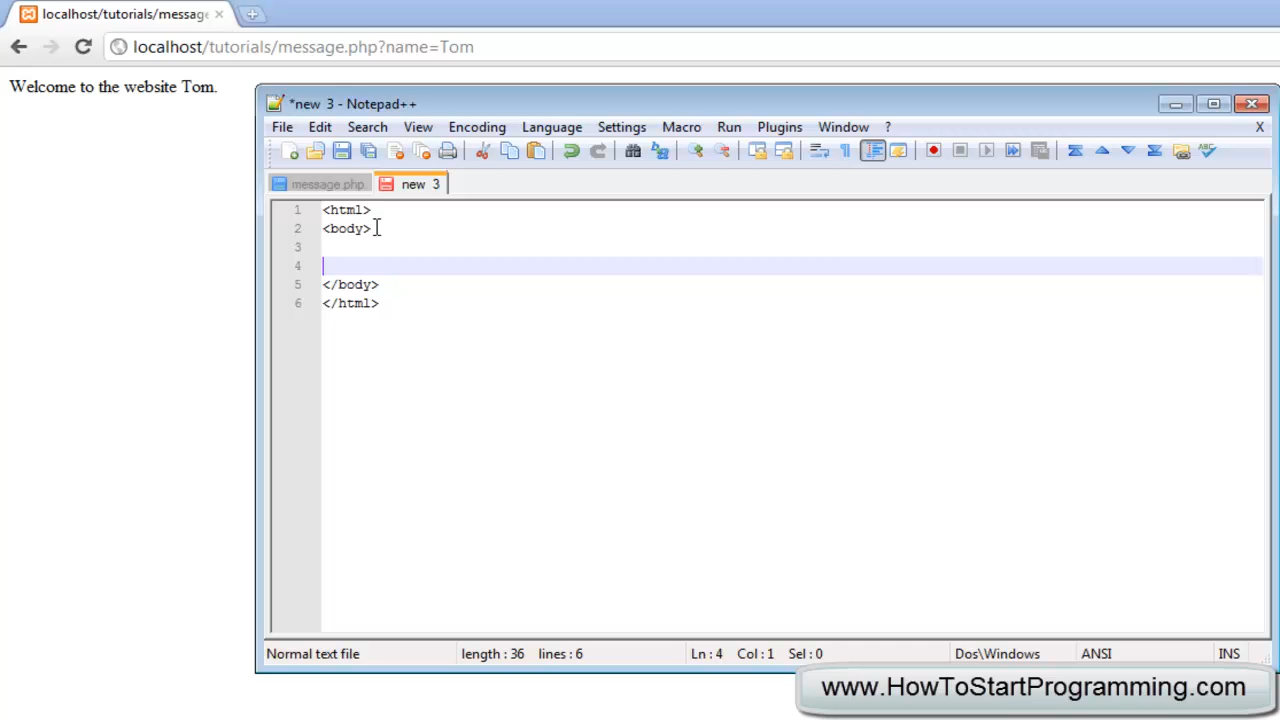 localhost/tutorials/messag
localhost/tutorials/message.php?name=Tom
Welcome to the website Tom.
*new 3 - Notepad++
File Edit Search View Encoding Language Settings Macro Run Plugins Window ? X
message.php new 3
1 <html>
2 <body>
3
4
5 </body>
6 </html>
Normal text file length : 36 lines : 6 Ln : 4 Col : 1 Sel : 0 Dos\Windows ANSI INS
www.HowToStartProgramming.com